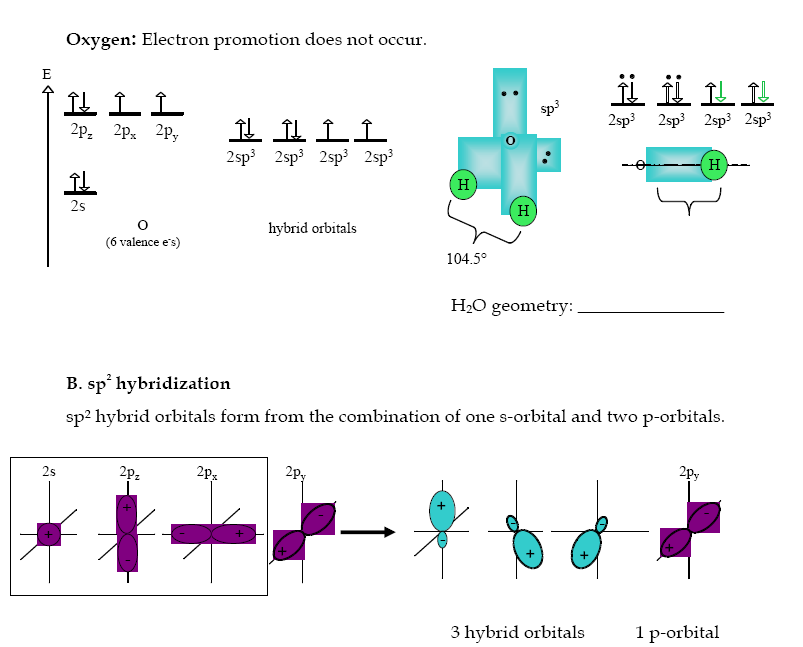 Oxygen: Electron promotion does not occur.
E
2pz 2px 2py
2s
O
(6 valence e-s)
2sp³ 2sp³ 2sp³ 2sp³
hybrid orbitals
sp³
O
H
H
104.5°
2sp³ 2sp³ 2sp³ 2sp³
O H
H₂O geometry: ________________
B. sp² hybridization
sp2 hybrid orbitals form from the combination of one s-orbital and two p-orbitals.
2s 2pz 2px 2py 2py
+ + - - + - + + - - + - + - +
3 hybrid orbitals 1 p-orbital